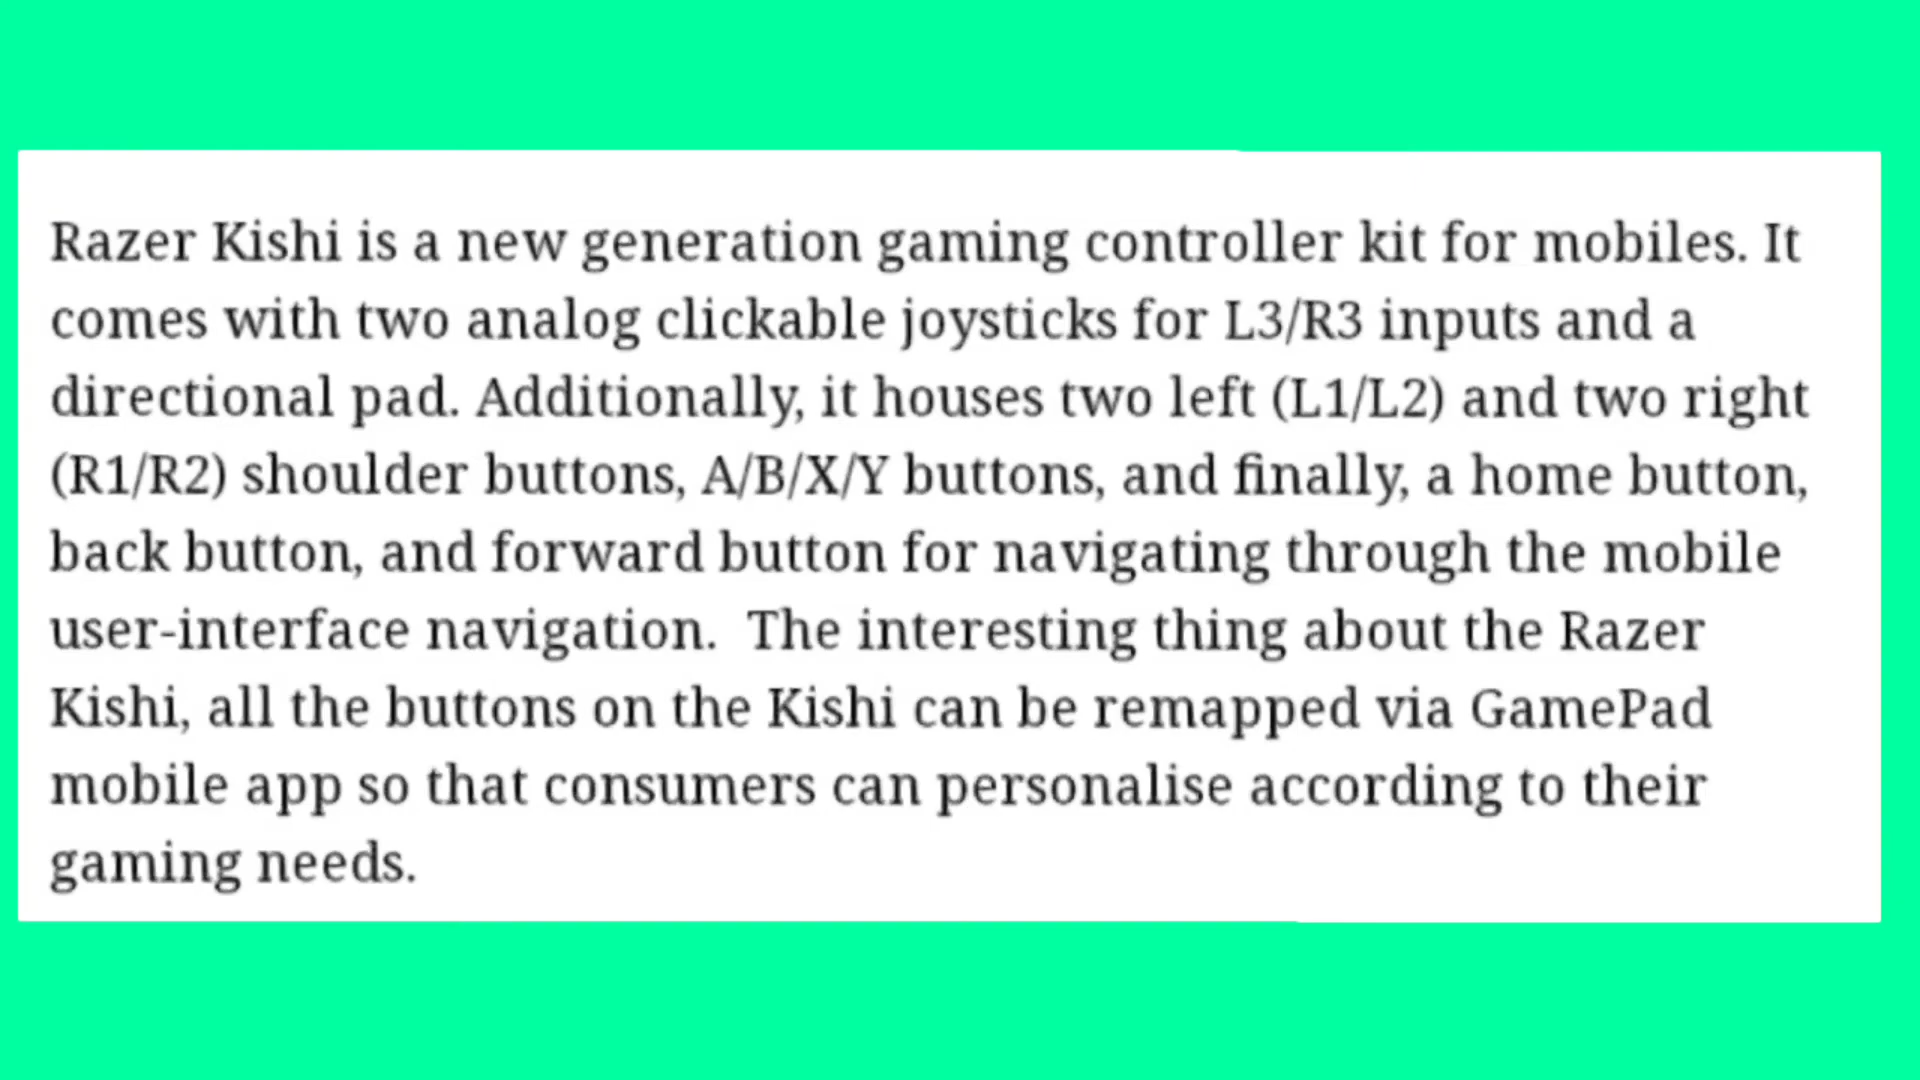 Razer Kishi is a new generation gaming controller kit for mobiles. It
comes with two analog clickable joysticks for L3/R3 inputs and a
directional pad. Additionally, it houses two left (L1/L2) and two right
(R1/R2) shoulder buttons, A/B/X/Y buttons, and finally, a home button,
back button, and forward button for navigating through the mobile
user-interface navigation.  The interesting thing about the Razer
Kishi, all the buttons on the Kishi can be remapped via GamePad
mobile app so that consumers can personalise according to their
gaming needs.